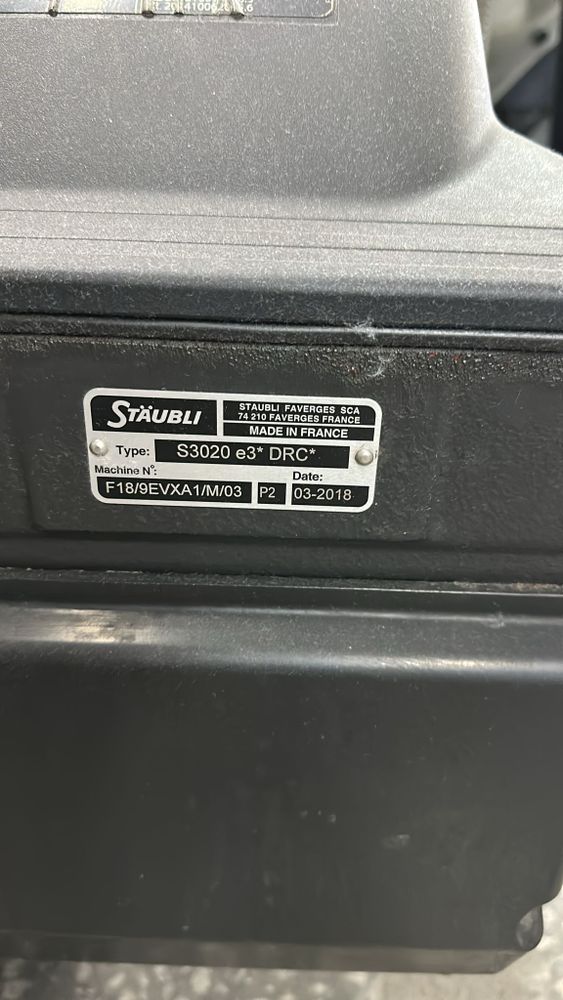 STÄUBLI
STAUBLI FAVERGES SCA
74 210 FAVERGES FRANCE
MADE IN FRANCE
Type: S3020 e3* DRC*
Machine N°: Date:
F18/9EVXA1/M/03 P2 03-2018